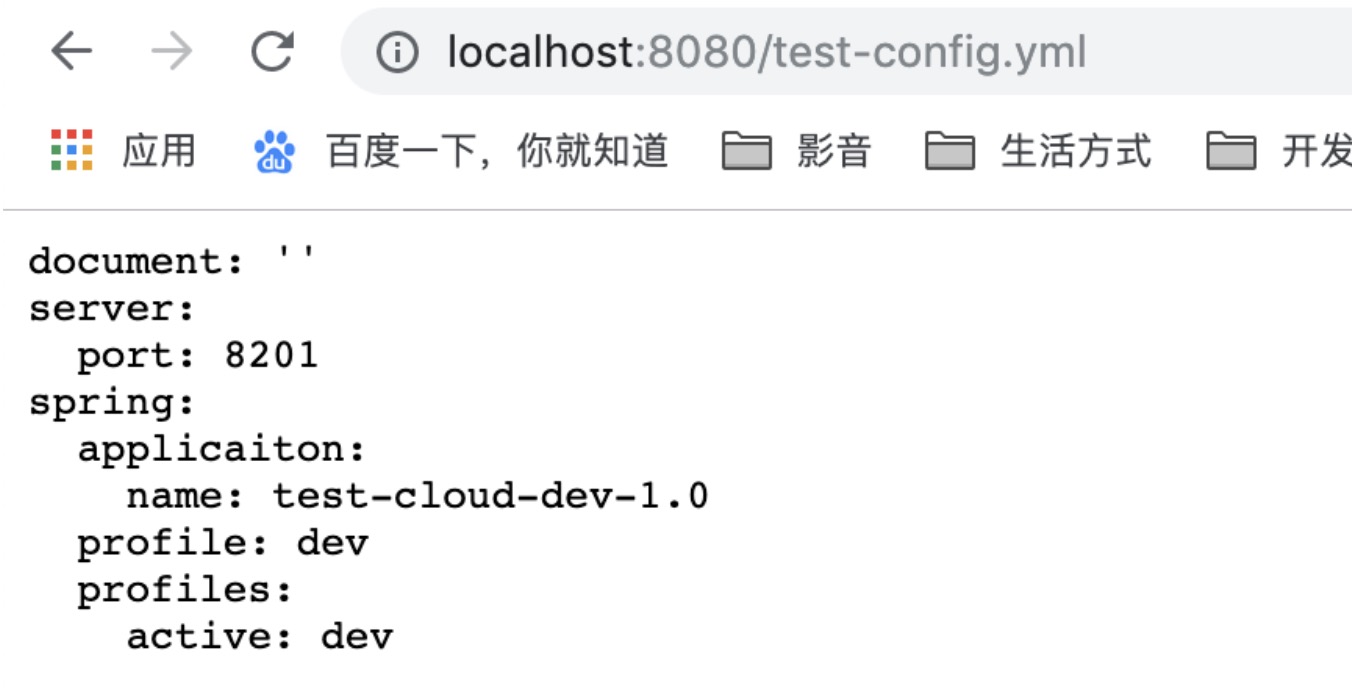 localhost:8080/test-config.yml
应用 百度一下，你就知道 影音 生活方式 开发
document: ''
server:
  port: 8201
spring:
  applicaiton:
    name: test-cloud-dev-1.0
  profile: dev
  profiles:
    active: dev